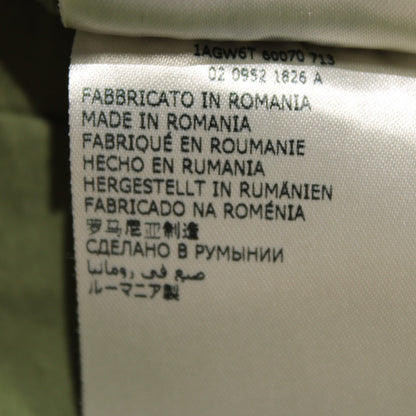 1AGW6T 60070 713
02 0952 1826 A
FABBRICATO IN ROMANIA
MADE IN ROMANIA
FABRIQUÉ EN ROUMANIE
HECHO EN RUMANIA
HERGESTELLT IN RUMÄNIEN
FABRICADO NA ROMÉNIA
罗马尼亚制造
СДЕЛАНО В РУМЫНИИ
صنع في رومانيا
ルーマニア製